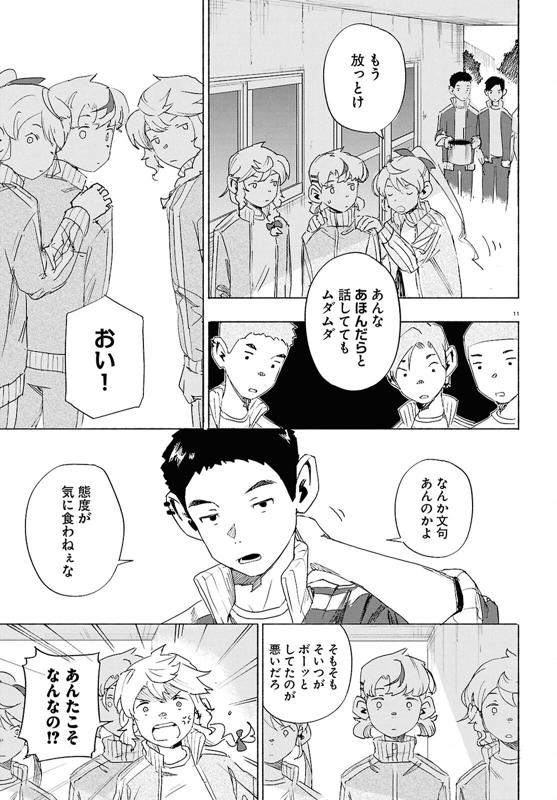 もう
放っとけ
あんな
あほんだらと
話してても
ムダムダ
11
おい！
なんか文句
あんのかよ
態度が
気に食わねぇな
そもそも
そいつが
ボーッと
してたのが
悪いだろ
あんたこそ
なんなの!?